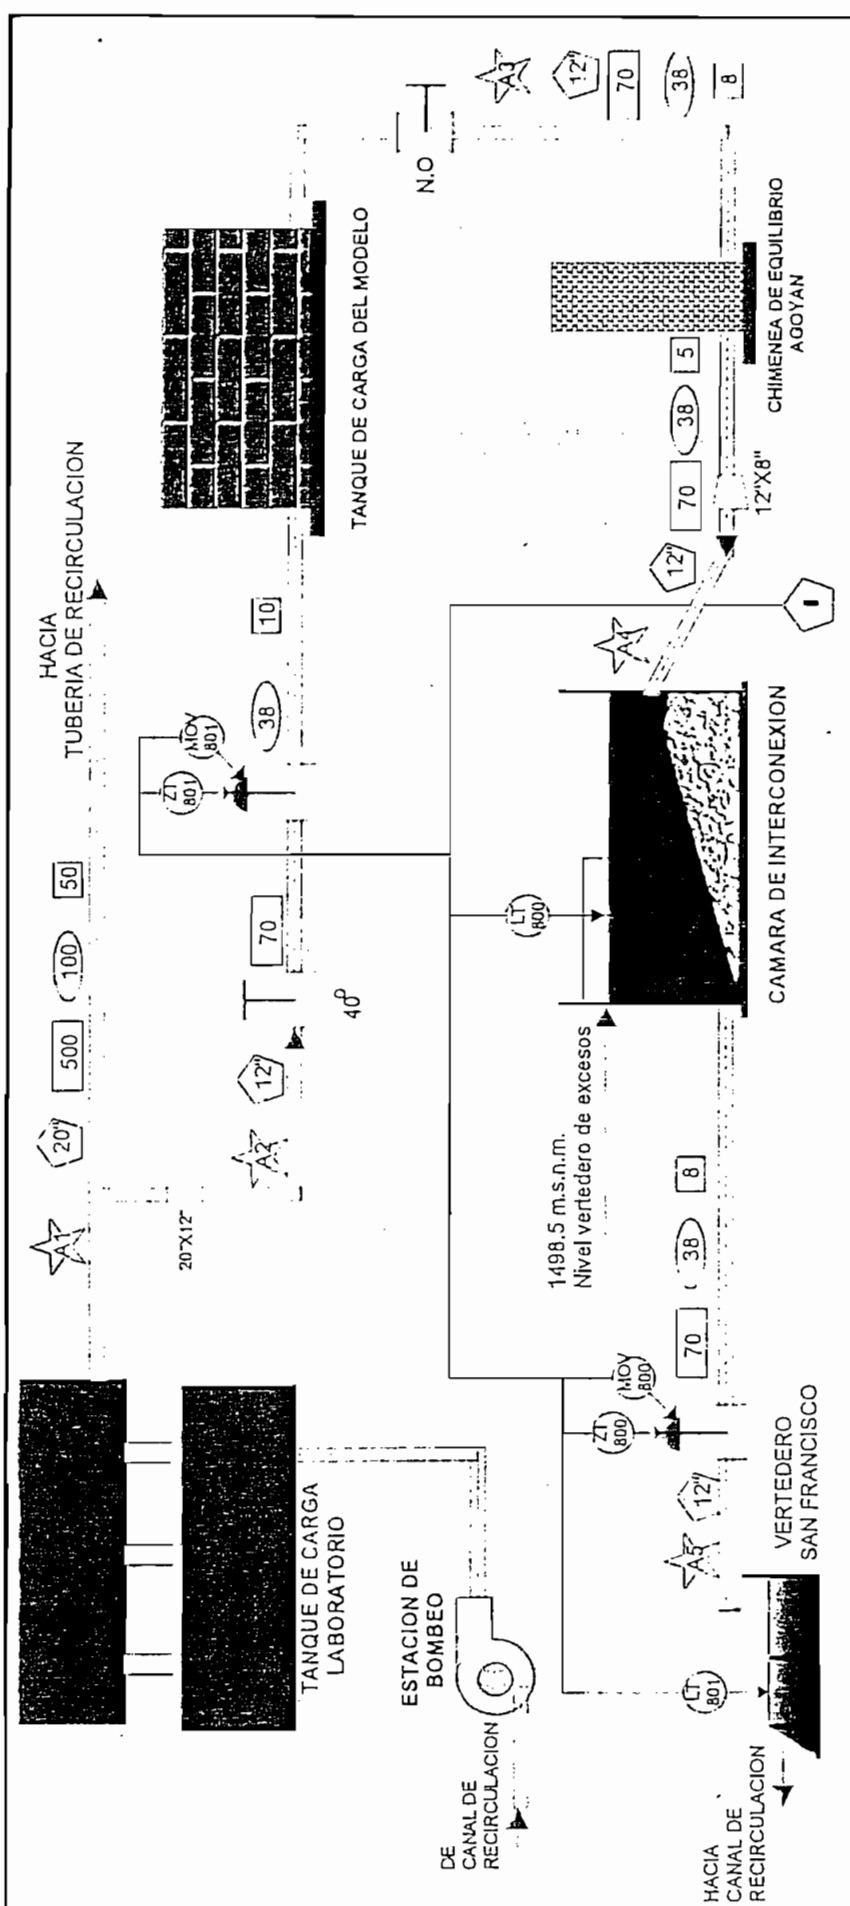 HACIA
TUBERIA DE RECIRCULACION
A1
20"
500
100
50
20"X12"
A2
12"
40º
70
ZT
801
MOV
801
38
10
TANQUE DE CARGA DEL MODELO
N.O
A3
12"
70
38
8
TANQUE DE CARGA
LABORATORIO
ESTACION DE
BOMBEO
DE
CANAL DE
RECIRCULACION
LT
800
1498.5 m.s.n.m.
Nivel vertedero de excesos
CAMARA DE INTERCONEXION
A4
12"
70
38
5
12"X8"
CHIMENEA DE EQUILIBRIO
AGOYAN
I
HACIA
CANAL DE
RECIRCULACION
LT
801
VERTEDERO
SAN FRANCISCO
A5
12"
ZT
800
MOV
800
70
38
8